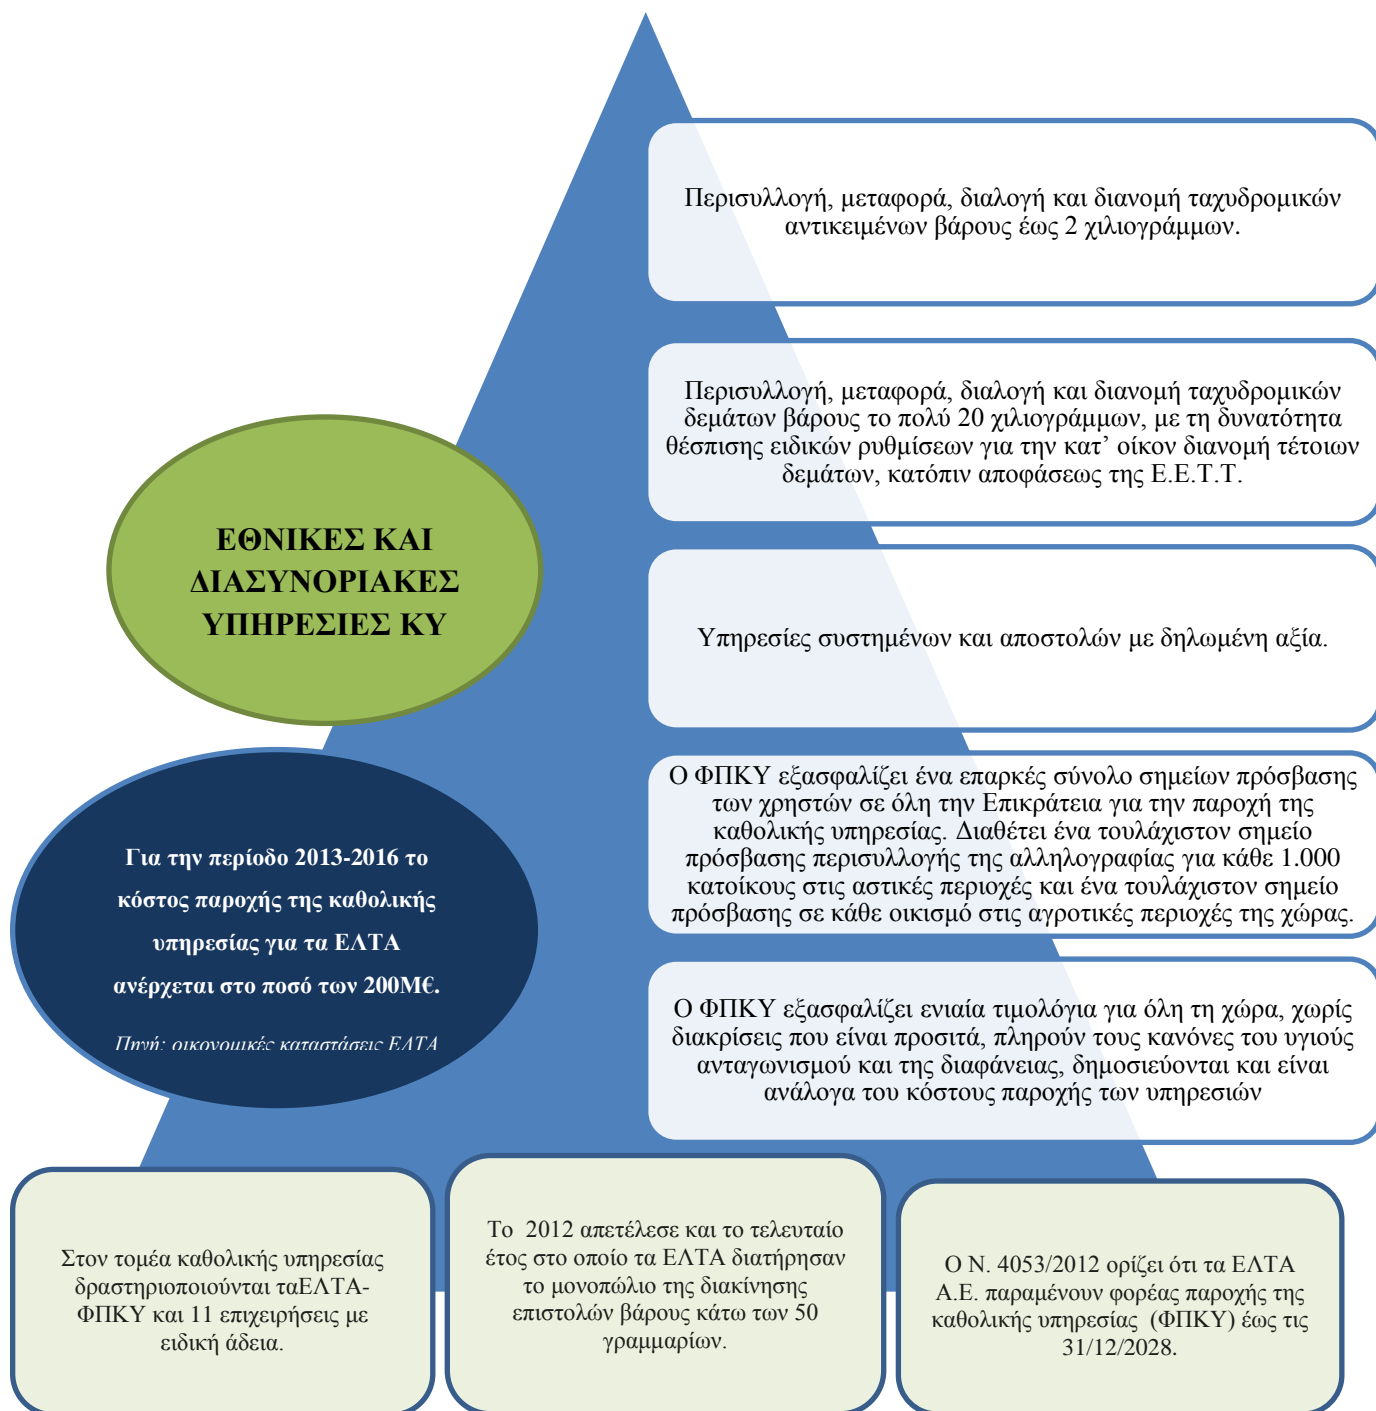 Περισυλλογή, μεταφορά, διαλογή και διανομή ταχυδρομικών
αντικειμένων βάρους έως 2 χιλιογράμμων.
Περισυλλογή, μεταφορά, διαλογή και διανομή ταχυδρομικών
δεμάτων βάρους το πολύ 20 χιλιογράμμων, με τη δυνατότητα
θέσπισης ειδικών ρυθμίσεων για την κατ’ οίκον διανομή τέτοιων
δεμάτων, κατόπιν αποφάσεως της Ε.Ε.Τ.Τ.
ΕΘΝΙΚΕΣ ΚΑΙ
ΔΙΑΣΥΝΟΡΙΑΚΕΣ
ΥΠΗΡΕΣΙΕΣ ΚΥ
Υπηρεσίες συστημένων και αποστολών με δηλωμένη αξία.
Ο ΦΠΚΥ εξασφαλίζει ένα επαρκές σύνολο σημείων πρόσβασης
των χρηστών σε όλη την Επικράτεια για την παροχή της
καθολικής υπηρεσίας. Διαθέτει ένα τουλάχιστον σημείο
πρόσβασης περισυλλογής της αλληλογραφίας για κάθε 1.000
κατοίκους στις αστικές περιοχές και ένα τουλάχιστον σημείο
πρόσβασης σε κάθε οικισμό στις αγροτικές περιοχές της χώρας.
Για την περίοδο 2013-2016 το
κόστος παροχής της καθολικής
υπηρεσίας για τα ΕΛΤΑ
ανέρχεται στο ποσό των 200Μ€.
Πηγή: οικονομικές καταστάσεις ΕΛΤΑ
Ο ΦΠΚΥ εξασφαλίζει ενιαία τιμολόγια για όλη τη χώρα, χωρίς
διακρίσεις που είναι προσιτά, πληρούν τους κανόνες του υγιούς
ανταγωνισμού και της διαφάνειας, δημοσιεύονται και είναι
ανάλογα του κόστους παροχής των υπηρεσιών
Στον τομέα καθολικής υπηρεσίας
δραστηριοποιούνται ταΕΛΤΑ-
ΦΠΚΥ και 11 επιχειρήσεις με
ειδική άδεια.
Το  2012 απετέλεσε και το τελευταίο
έτος στο οποίο τα ΕΛΤΑ διατήρησαν
το μονοπώλιο της διακίνησης
επιστολών βάρους κάτω των 50
γραμμαρίων.
Ο Ν. 4053/2012 ορίζει ότι τα ΕΛΤΑ
Α.Ε. παραμένουν φορέας παροχής της
καθολικής υπηρεσίας  (ΦΠΚΥ) έως τις
31/12/2028.